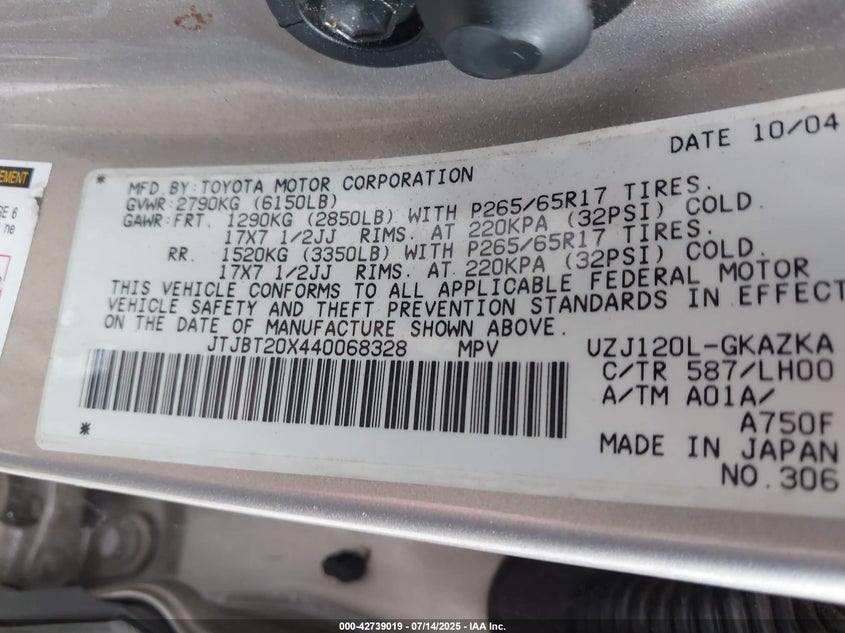 EMENT
GE 6
ne
DATE 10/04
* MFD. BY: TOYOTA MOTOR CORPORATION
GVWR: 2790KG (6150LB)
GAWR: FRT. 1290KG (2850LB) WITH P265/65R17 TIRES.
17X7 1/2JJ RIMS. AT 220KPA (32PSI) COLD.
RR. 1520KG (3350LB) WITH P265/65R17 TIRES.
17X7 1/2JJ RIMS. AT 220KPA (32PSI) COLD.
THIS VEHICLE CONFORMS TO ALL APPLICABLE FEDERAL MOTOR
VEHICLE SAFETY AND THEFT PREVENTION STANDARDS IN EFFECT
ON THE DATE OF MANUFACTURE SHOWN ABOVE.
JTJBT20X440068328 MPV
UZJ120L-GKAZKA
C/TR 587/LH00
A/TM A01A/
A750F
MADE IN JAPAN
NO. 306
*
000-42739019 - 07/14/2025 - IAA Inc.